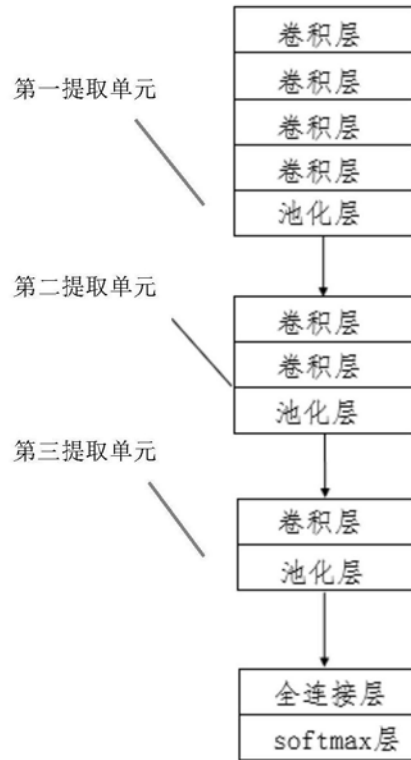 卷积层
卷积层
第一提取单元
卷积层
卷积层
池化层
第二提取单元
卷积层
卷积层
池化层
第三提取单元
卷积层
池化层
全连接层
softmax层